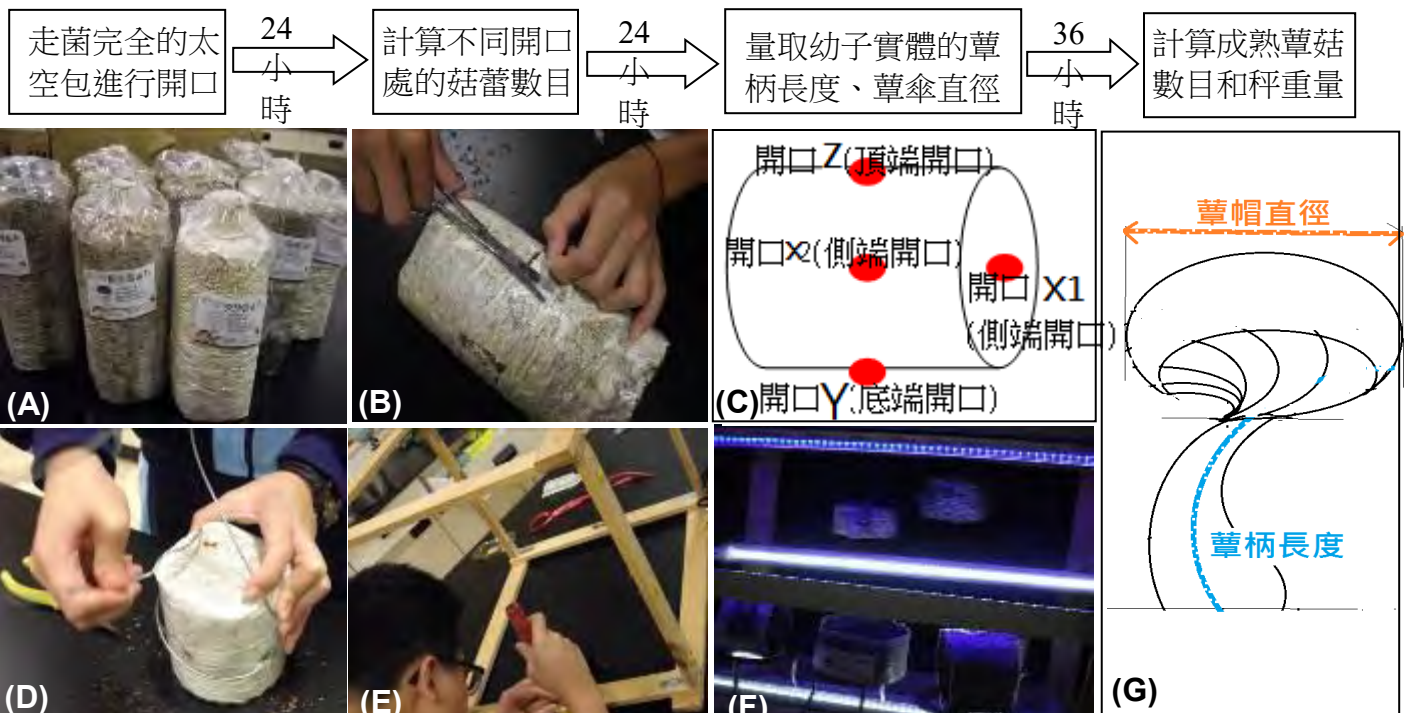 走菌完全的太
空包進行開口
24
小
時
計算不同開口
處的菇蕾數目
24
小
時
量取幼子實體的蕈
柄長度、蕈傘直徑
36
小
時
計算成熟蕈菇
數目和秤重量
(A)
(B)
開口Z(頂端開口)
開口x2(側端開口)
開口 X1
(側端開口)
(C)
開口Y(底端開口)
蕈帽直徑
蕈柄長度
(D)
(E)
(F)
(G)